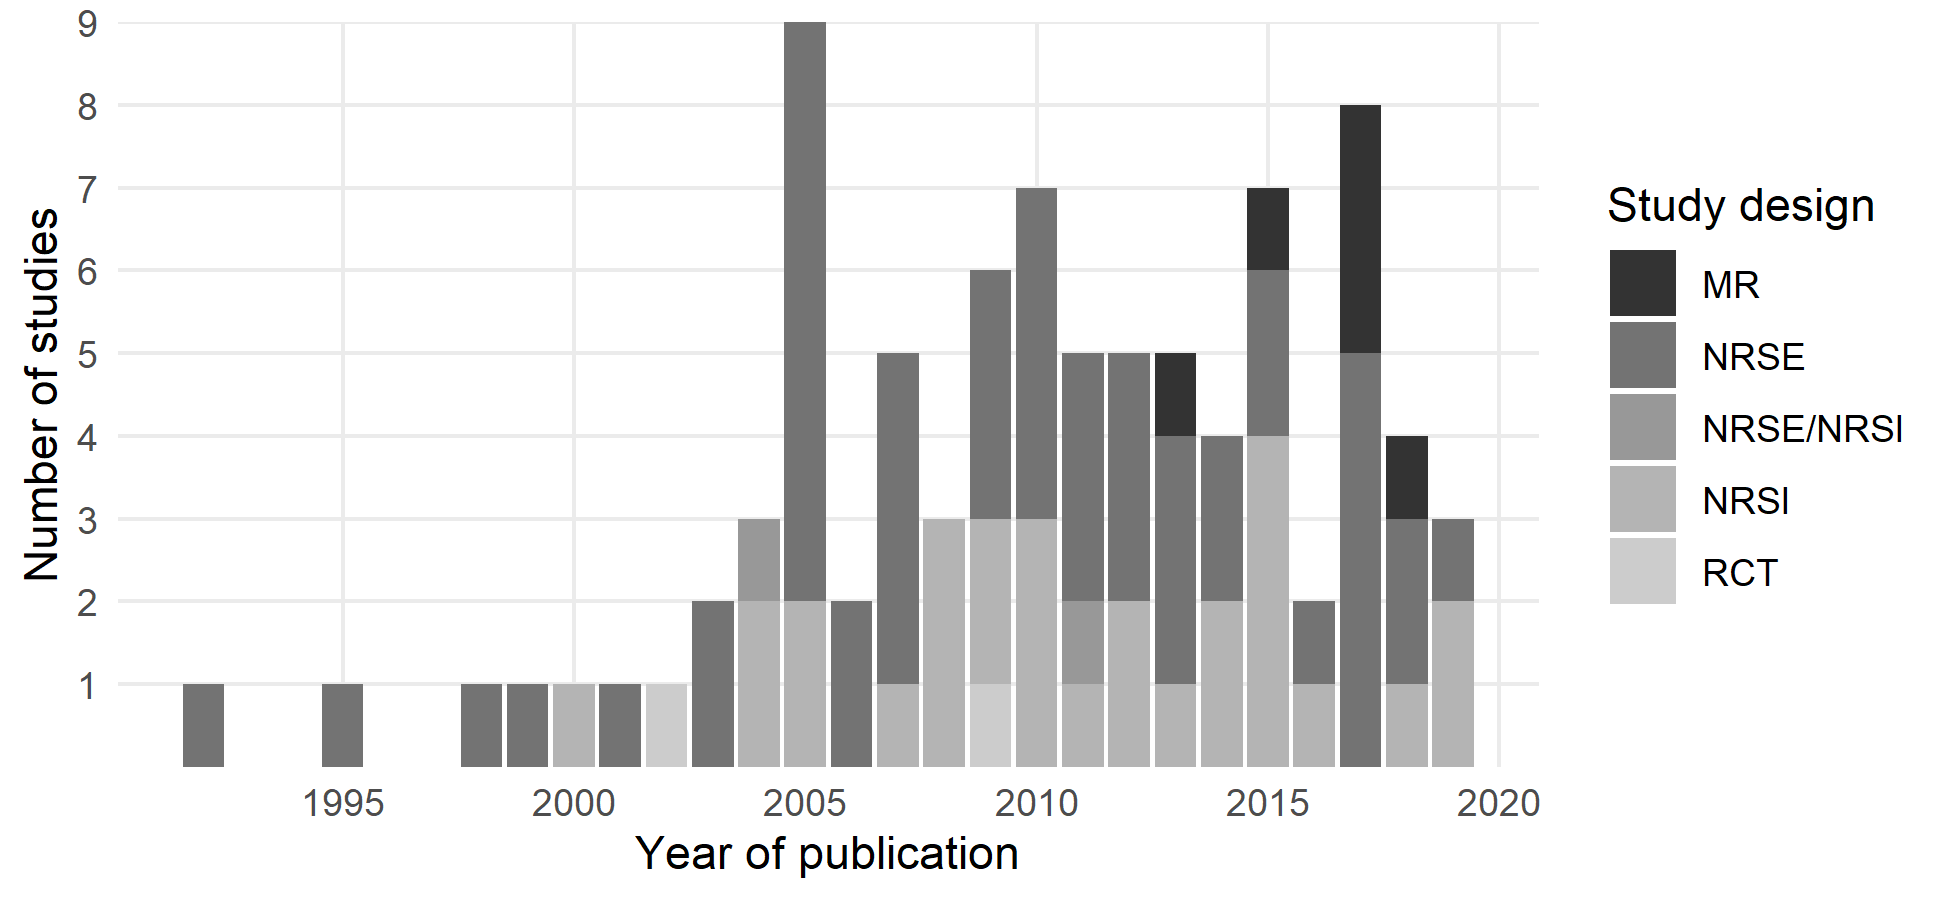 Number of studies
9
8
7
6
5
4
3
2
1
1995 2000 2005 2010 2015 2020
Year of publication
Study design
MR
NRSE
NRSE/NRSI
NRSI
RCT